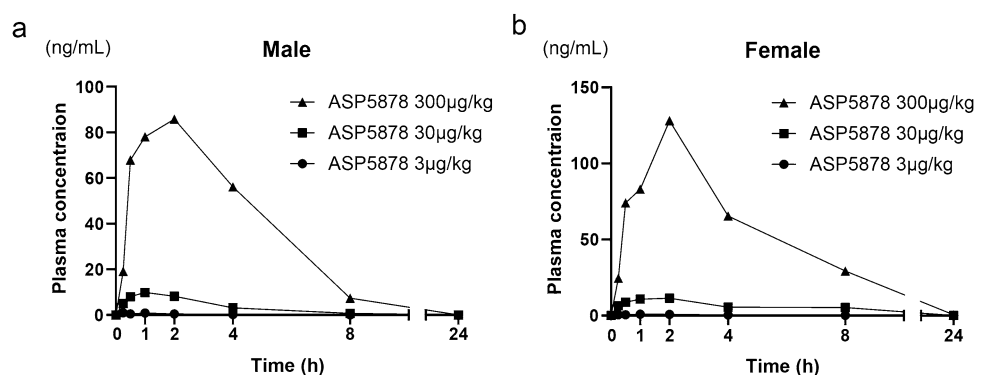 a
(ng/mL)
Male
Plasma concentraion
100
80
60
40
20
0
ASP5878 300µg/kg
ASP5878 30µg/kg
ASP5878 3µg/kg
0 1 2 4 8 24
Time (h)
b
(ng/mL)
Female
Plasma concentraion
150
100
50
0
ASP5878 300µg/kg
ASP5878 30µg/kg
ASP5878 3µg/kg
0 1 2 4 8 24
Time (h)